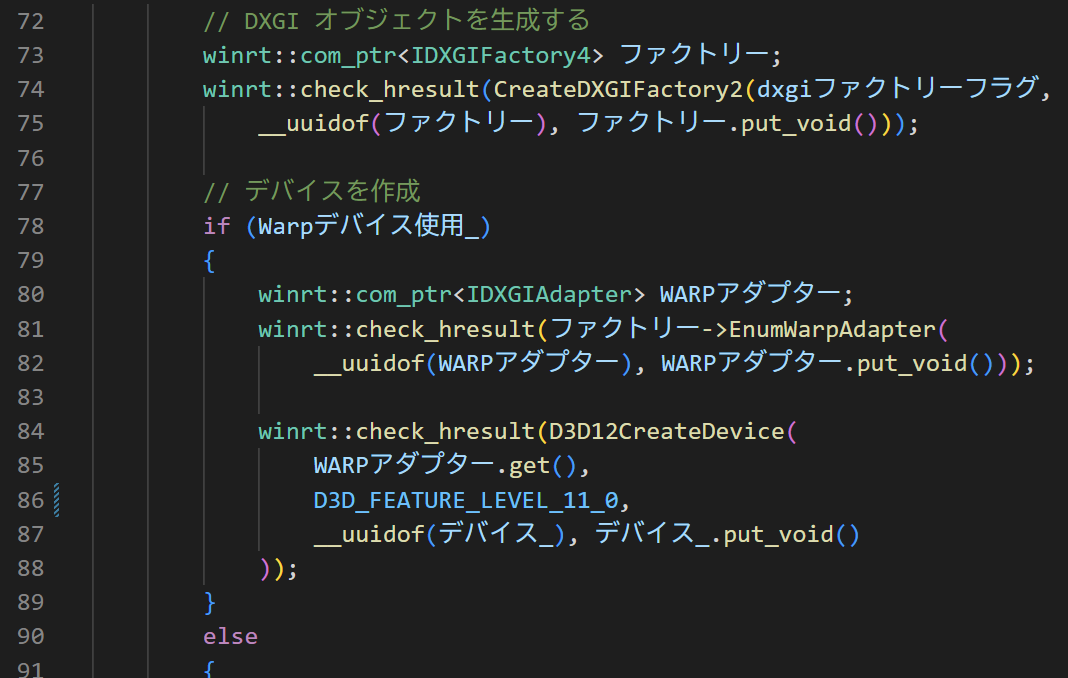 72 // DXGI オブジェクトを生成する
73 winrt::com_ptr<IDXGIFactory4> ファクトリー;
74 winrt::check_hresult(CreateDXGIFactory2(dxgiファクトリーフラグ,
75 __uuidof(ファクトリー), ファクトリー.put_void()));
76
77 // デバイスを作成
78 if (Warpデバイス使用_)
79 {
80 winrt::com_ptr<IDXGIAdapter> WARPアダプター;
81 winrt::check_hresult(ファクトリー->EnumWarpAdapter(
82 __uuidof(WARPアダプター), WARPアダプター.put_void()));
83
84 winrt::check_hresult(D3D12CreateDevice(
85 WARPアダプター.get(),
86 D3D_FEATURE_LEVEL_11_0,
87 __uuidof(デバイス_), デバイス_.put_void()
88 ));
89 }
90 else
91 {